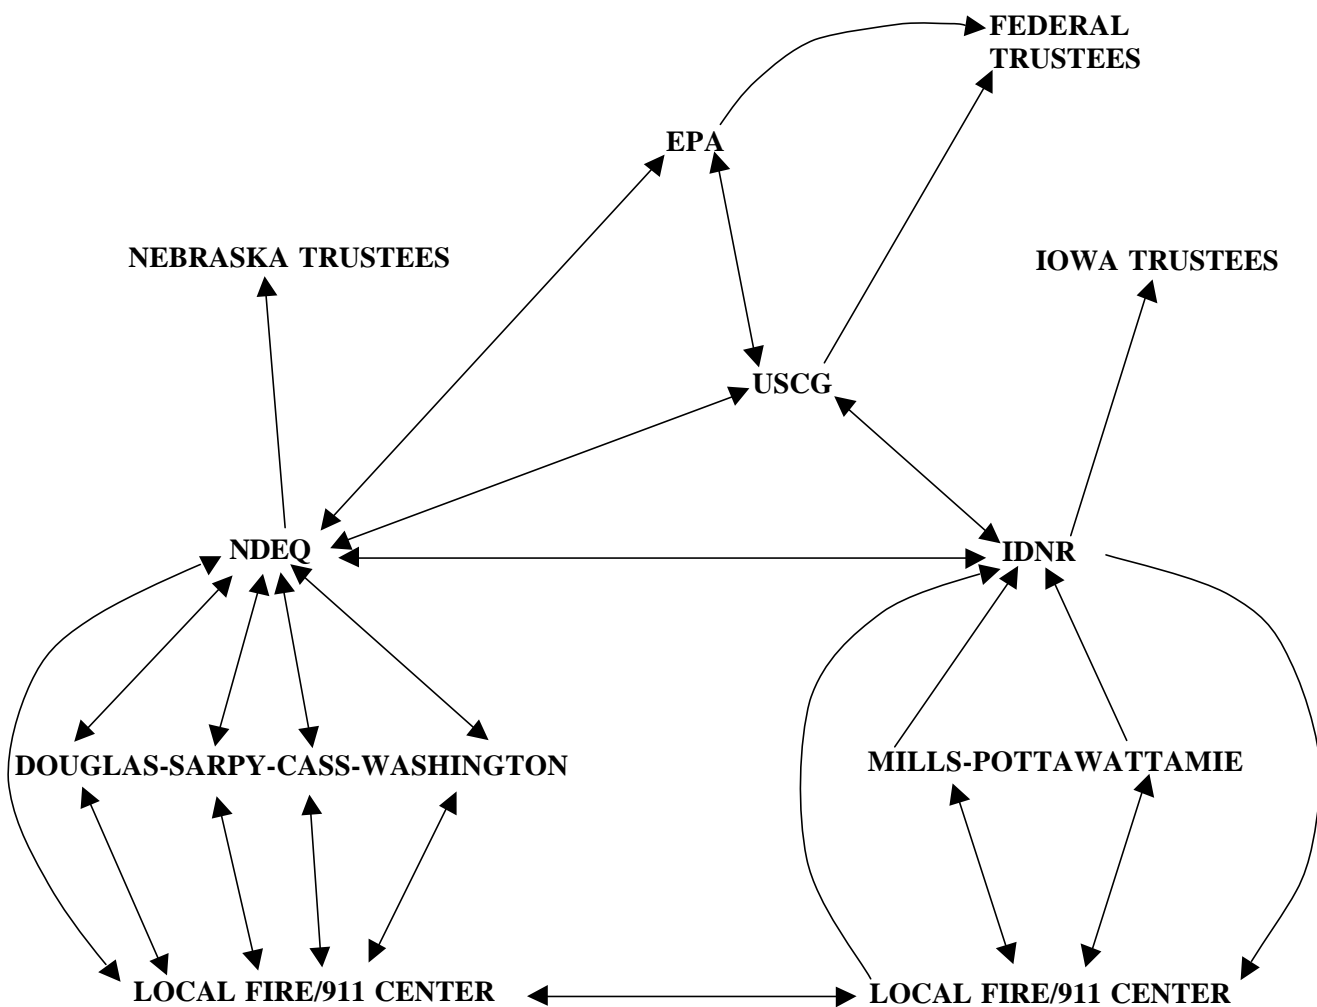 FEDERAL
TRUSTEES
EPA
NEBRASKA TRUSTEES
IOWA TRUSTEES
USCG
NDEQ
IDNR
DOUGLAS-SARPY-CASS-WASHINGTON
MILLS-POTTAWATTAMIE
LOCAL FIRE/911 CENTER
LOCAL FIRE/911 CENTER